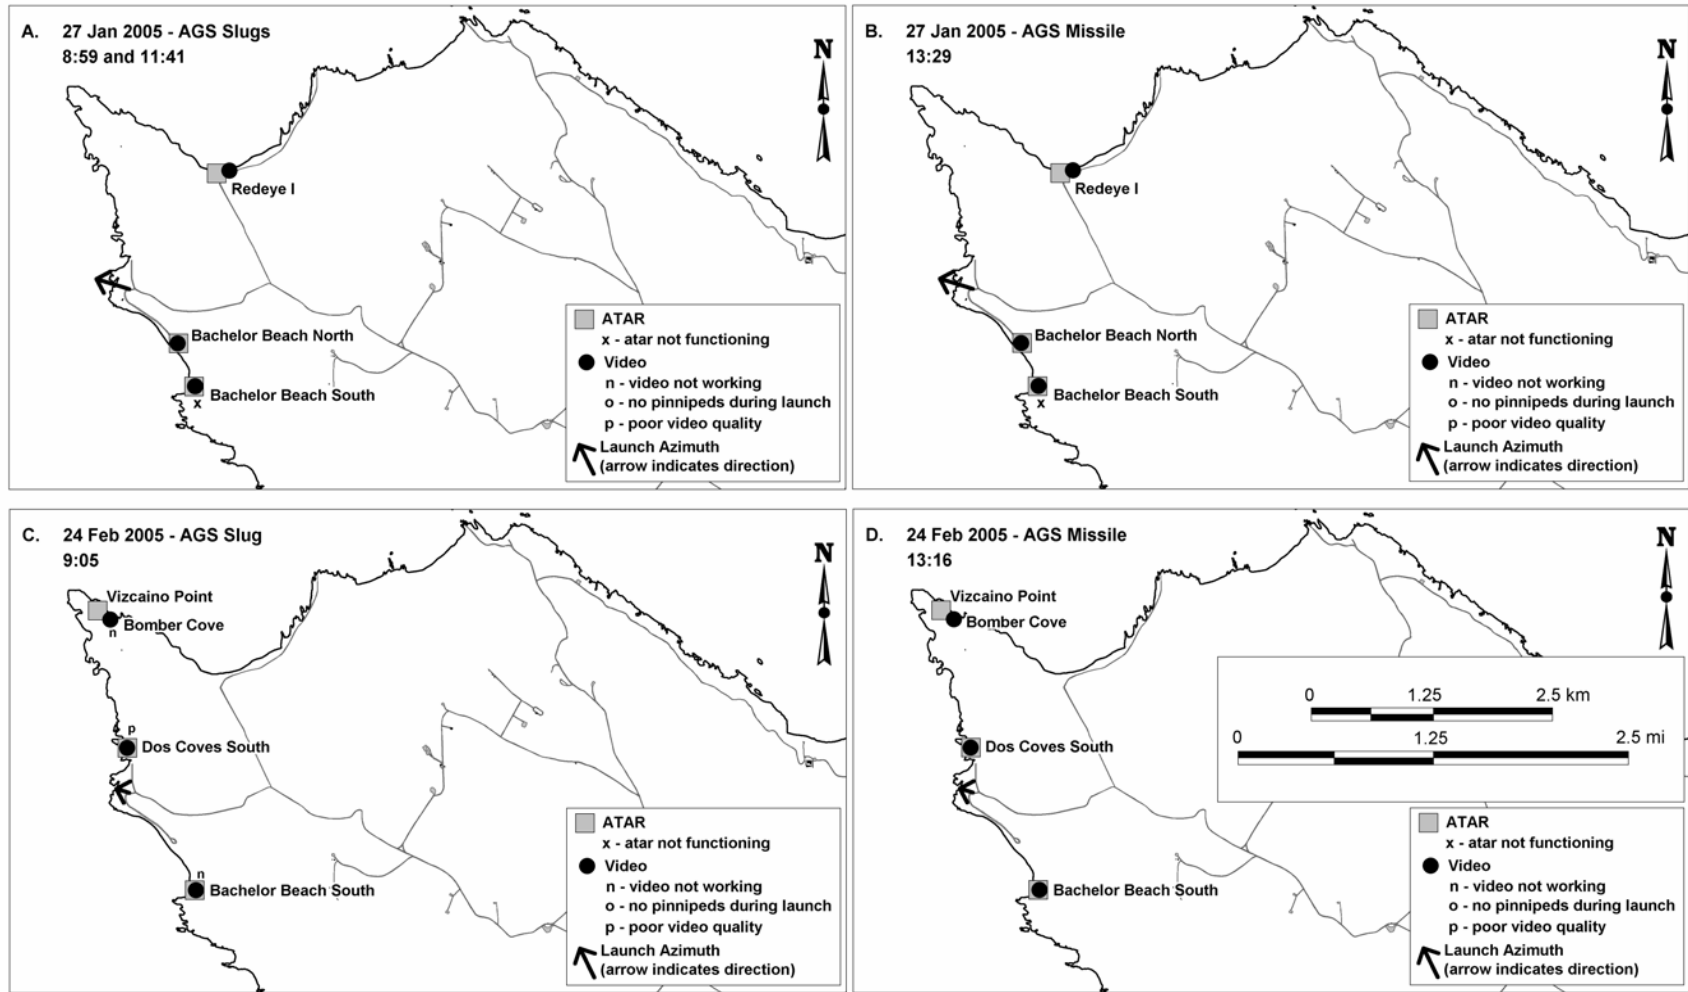 A. 27 Jan 2005 - AGS Slugs
8:59 and 11:41
N
Redeye I
Bachelor Beach North
Bachelor Beach South
x
ATAR
x - atar not functioning
Video
n - video not working
o - no pinnipeds during launch
p - poor video quality
Launch Azimuth
(arrow indicates direction)
B. 27 Jan 2005 - AGS Missile
13:29
N
Redeye I
Bachelor Beach North
Bachelor Beach South
x
ATAR
x - atar not functioning
Video
n - video not working
o - no pinnipeds during launch
p - poor video quality
Launch Azimuth
(arrow indicates direction)
C. 24 Feb 2005 - AGS Slug
9:05
N
Vizcaino Point
Bomber Cove
n
p
Dos Coves South
n
Bachelor Beach South
ATAR
x - atar not functioning
Video
n - video not working
o - no pinnipeds during launch
p - poor video quality
Launch Azimuth
(arrow indicates direction)
D. 24 Feb 2005 - AGS Missile
13:16
N
Vizcaino Point
Bomber Cove
Dos Coves South
Bachelor Beach South
0 1.25 2.5 km
0 1.25 2.5 mi
ATAR
x - atar not functioning
Video
n - video not working
o - no pinnipeds during launch
p - poor video quality
Launch Azimuth
(arrow indicates direction)